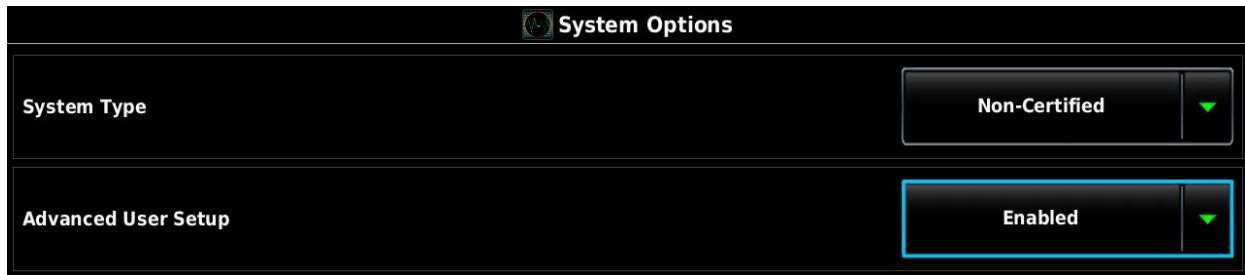 System Options
System Type
Non-Certified
Advanced User Setup
Enabled